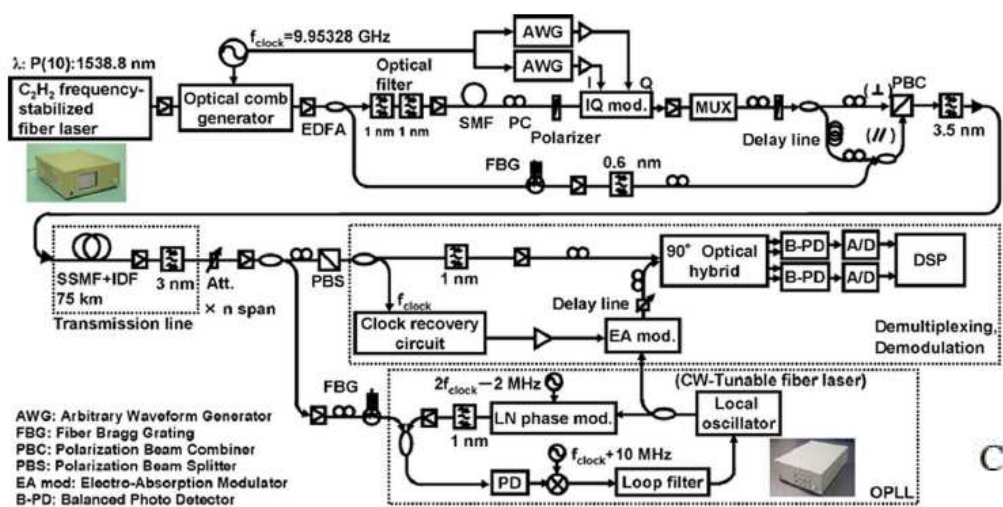 f_clock=9.95328 GHz
AWG
AWG
λ: P(10):1538.8 nm
C₂H₂ frequency-
stabilized
fiber laser
Optical comb
generator
EDFA
Optical
filter
1 nm 1 nm
SMF
PC
Polarizer
I
Q
IQ mod.
MUX
Delay line
(⊥)
(//)
PBC
3.5 nm
FBG
0.6 nm
SSMF+IDF
75 km
3 nm
Transmission line
Att.
× n span
PBS
1 nm
90° Optical
hybrid
B-PD
A/D
B-PD
A/D
DSP
f_clock
Clock recovery
circuit
Delay line
EA mod.
Demultiplexing,
Demodulation
FBG
2f_clock−2 MHz
1 nm
LN phase mod.
(CW-Tunable fiber laser)
Local
oscillator
PD
f_clock+10 MHz
Loop filter
OPLL
AWG: Arbitrary Waveform Generator
FBG: Fiber Bragg Grating
PBC: Polarization Beam Combiner
PBS: Polarization Beam Splitter
EA mod: Electro-Absorption Modulator
B-PD: Balanced Photo Detector
C